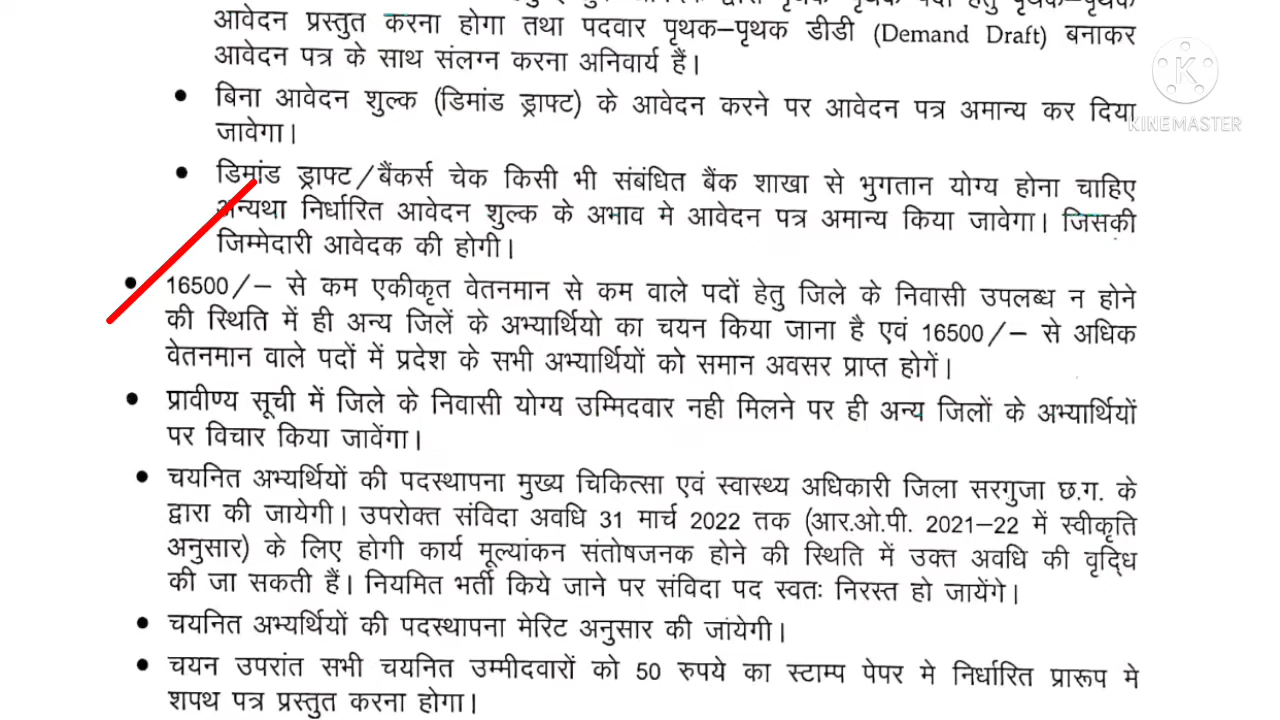 आवेदन प्रस्तुत करना होगा तथा पदवार पृथक–पृथक डीडी (Demand Draft) बनाकर
आवेदन पत्र के साथ संलग्न करना अनिवार्य हैं।
• बिना आवेदन शुल्क (डिमांड ड्राफ्ट) के आवेदन करने पर आवेदन पत्र अमान्य कर दिया
जावेगा।
• डिमांड ड्राफ्ट/बैंकर्स चेक किसी भी संबंधित बैंक शाखा से भुगतान योग्य होना चाहिए
अन्यथा निर्धारित आवेदन शुल्क के अभाव मे आवेदन पत्र अमान्य किया जावेगा। जिसकी
जिम्मेदारी आवेदक की होगी।
• 16500/– से कम एकीकृत वेतनमान से कम वाले पदों हेतु जिले के निवासी उपलब्ध न होने
की स्थिति में ही अन्य जिलें के अभ्यार्थियो का चयन किया जाना है एवं 16500/– से अधिक
वेतनमान वाले पदों में प्रदेश के सभी अभ्यार्थियों को समान अवसर प्राप्त होगें।
• प्रावीण्य सूची में जिले के निवासी योग्य उम्मिदवार नही मिलने पर ही अन्य जिलों के अभ्यार्थियों
पर विचार किया जावेंगा।
• चयनित अभ्यर्थियों की पदस्थापना मुख्य चिकित्सा एवं स्वास्थ्य अधिकारी जिला सरगुजा छ.ग. के
द्वारा की जायेगी। उपरोक्त संविदा अवधि 31 मार्च 2022 तक (आर.ओ.पी. 2021–22 में स्वीकृति
अनुसार) के लिए होगी कार्य मूल्यांकन संतोषजनक होने की स्थिति में उक्त अवधि की वृद्धि
की जा सकती हैं। नियमित भर्ती किये जाने पर संविदा पद स्वतः निरस्त हो जायेंगे।
• चयनित अभ्यर्थियों की पदस्थापना मेरिट अनुसार की जांयेगी।
• चयन उपरांत सभी चयनित उम्मीदवारों को 50 रुपये का स्टाम्प पेपर मे निर्धारित प्रारूप मे
शपथ पत्र प्रस्तुत करना होगा।
K
KINEMASTER